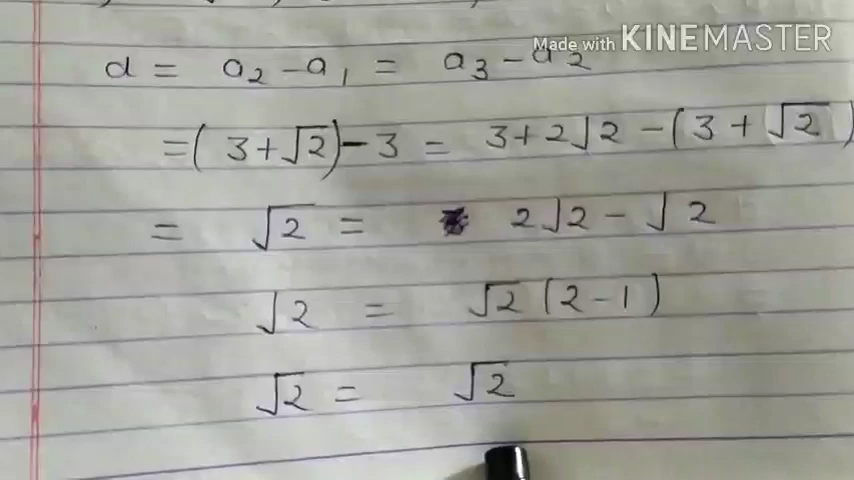 Made with KINEMASTER
d = a₂ - a₁ = a₃ - a₂
= (3+√2) - 3 = 3+2√2 - (3+√2)
= √2 = 2√2 - √2
√2 = √2 (2-1)
√2 = √2